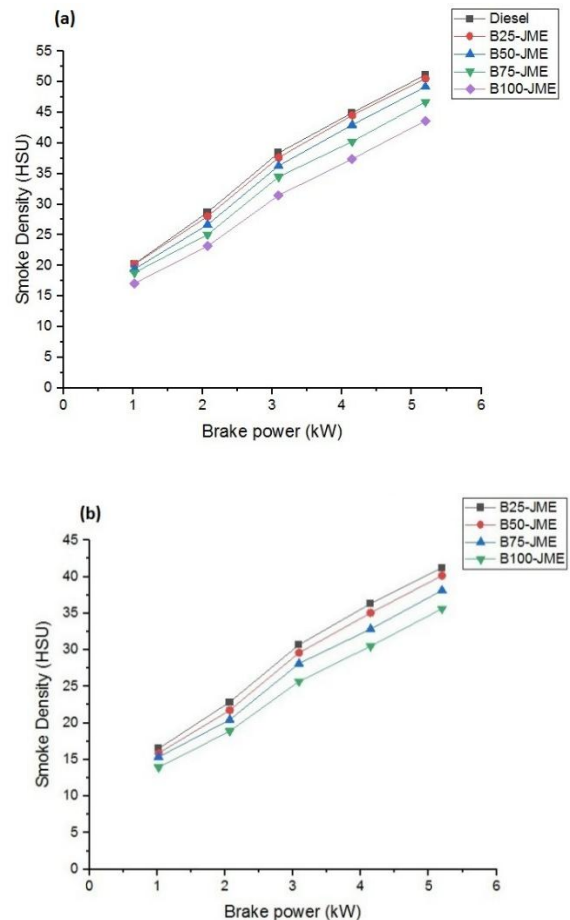 (a)
Diesel
B25-JME
B50-JME
B75-JME
B100-JME
55
50
45
40
35
30
25
20
15
10
5
0
Smoke Density (HSU)
0 1 2 3 4 5 6
Brake power (kW)
(b)
B25-JME
B50-JME
B75-JME
B100-JME
45
40
35
30
25
20
15
10
5
0
Smoke Density (HSU)
0 1 2 3 4 5 6
Brake power (kW)